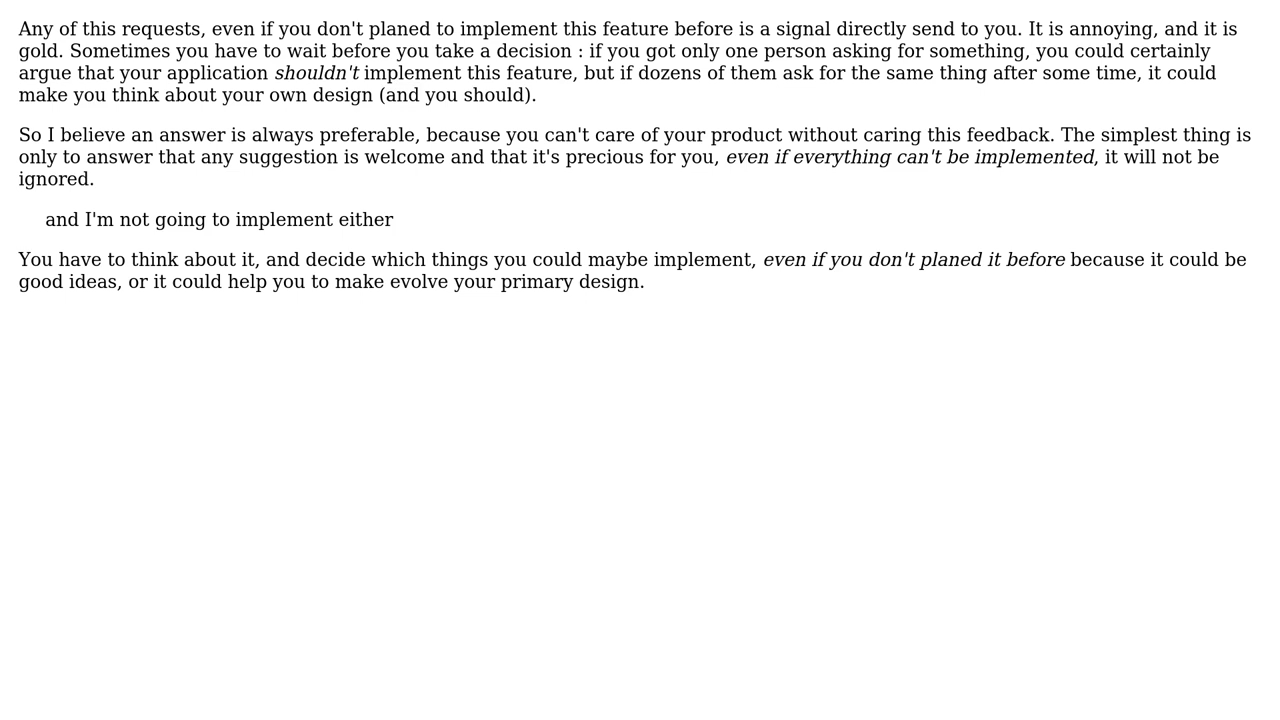 Any of this requests, even if you don't planed to implement this feature before is a signal directly send to you. It is annoying, and it is
gold. Sometimes you have to wait before you take a decision : if you got only one person asking for something, you could certainly
argue that your application shouldn't implement this feature, but if dozens of them ask for the same thing after some time, it could
make you think about your own design (and you should).
So I believe an answer is always preferable, because you can't care of your product without caring this feedback. The simplest thing is
only to answer that any suggestion is welcome and that it's precious for you, even if everything can't be implemented, it will not be
ignored.
and I'm not going to implement either
You have to think about it, and decide which things you could maybe implement, even if you don't planed it before because it could be
good ideas, or it could help you to make evolve your primary design.